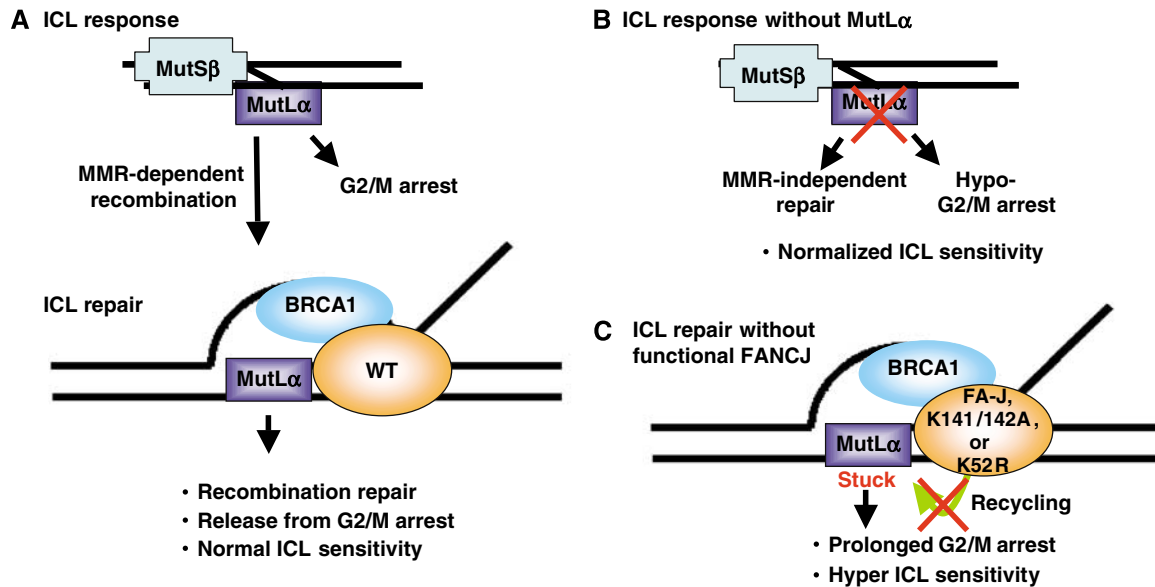 A ICL response
MutSβ
MutLα
MMR-dependent
recombination
G2/M arrest
ICL repair
BRCA1
MutLα
WT
• Recombination repair
• Release from G2/M arrest
• Normal ICL sensitivity
B ICL response without MutLα
MutSβ
MutLα
MMR-independent
repair
Hypo-
G2/M arrest
• Normalized ICL sensitivity
C ICL repair without
functional FANCJ
BRCA1
FA-J,
K141/142A,
or
K52R
MutLα
Stuck
Recycling
• Prolonged G2/M arrest
• Hyper ICL sensitivity